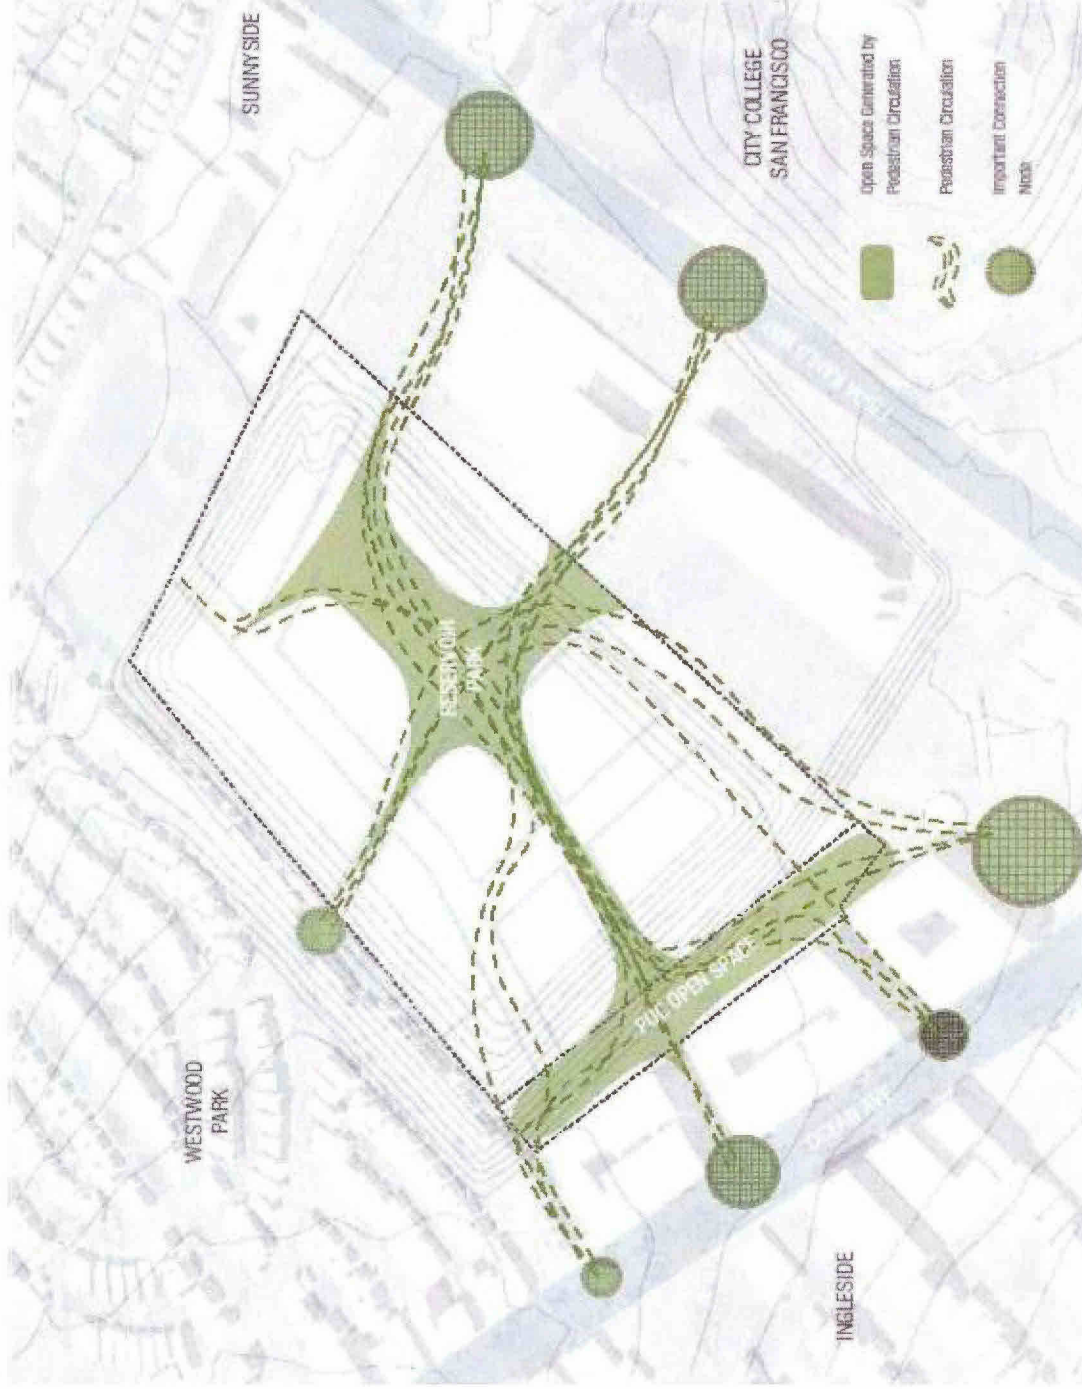 SUNNYSIDE
CITY COLLEGE
SAN FRANCISCO
WESTWOOD
PARK
RESERVOIR
PARK
PUC OPEN SPACE
INGLESIDE
Open Space Generated by
Pedestrian Circulation
Pedestrian Circulation
Important Connection
Node